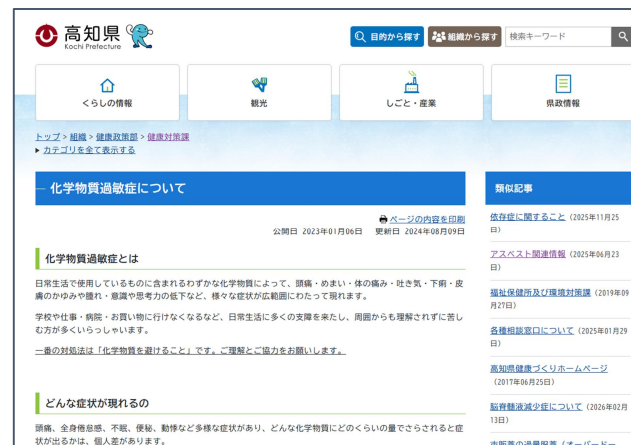 高知県
Kochi Prefecture
目的から探す
組織から探す
検索キーワード
くらしの情報
観光
しごと・産業
県政情報
トップ > 組織 > 健康政策部 > 健康対策課
▶ カテゴリを全て表示する
化学物質過敏症について
ページの内容を印刷
公開日 2023年01月06日 更新日 2024年08月09日
化学物質過敏症とは
日常生活で使用しているものに含まれるわずかな化学物質によって、頭痛・めまい・体の痛み・吐き気・下痢・皮
膚のかゆみや腫れ・意識や思考力の低下など、様々な症状が広範囲にわたって現れます。
学校や仕事・病院・お買い物に行けなくなるなど、日常生活に多くの支障を来たし、周囲からも理解されずに苦し
む方が多くいらっしゃいます。
一番の対処法は「化学物質を避けること」です。ご理解とご協力をお願いします。
どんな症状が現れるの
頭痛、全身倦怠感、不眠、便秘、動悸など多様な症状があり、どんな化学物質にどのくらいの量でさらされると症
状が出るかは、個人差があります。
類似記事
依存症に関すること(2025年11月25
日)
アスベスト関連情報(2025年06月23
日)
福祉保健所及び環境対策課(2019年09
月27日)
各種相談窓口について(2025年01月29
日)
高知県健康づくりホームページ
(2017年06月25日)
脳脊髄液減少症について(2026年02月
13日)
市販薬の過量服薬(オーバードー